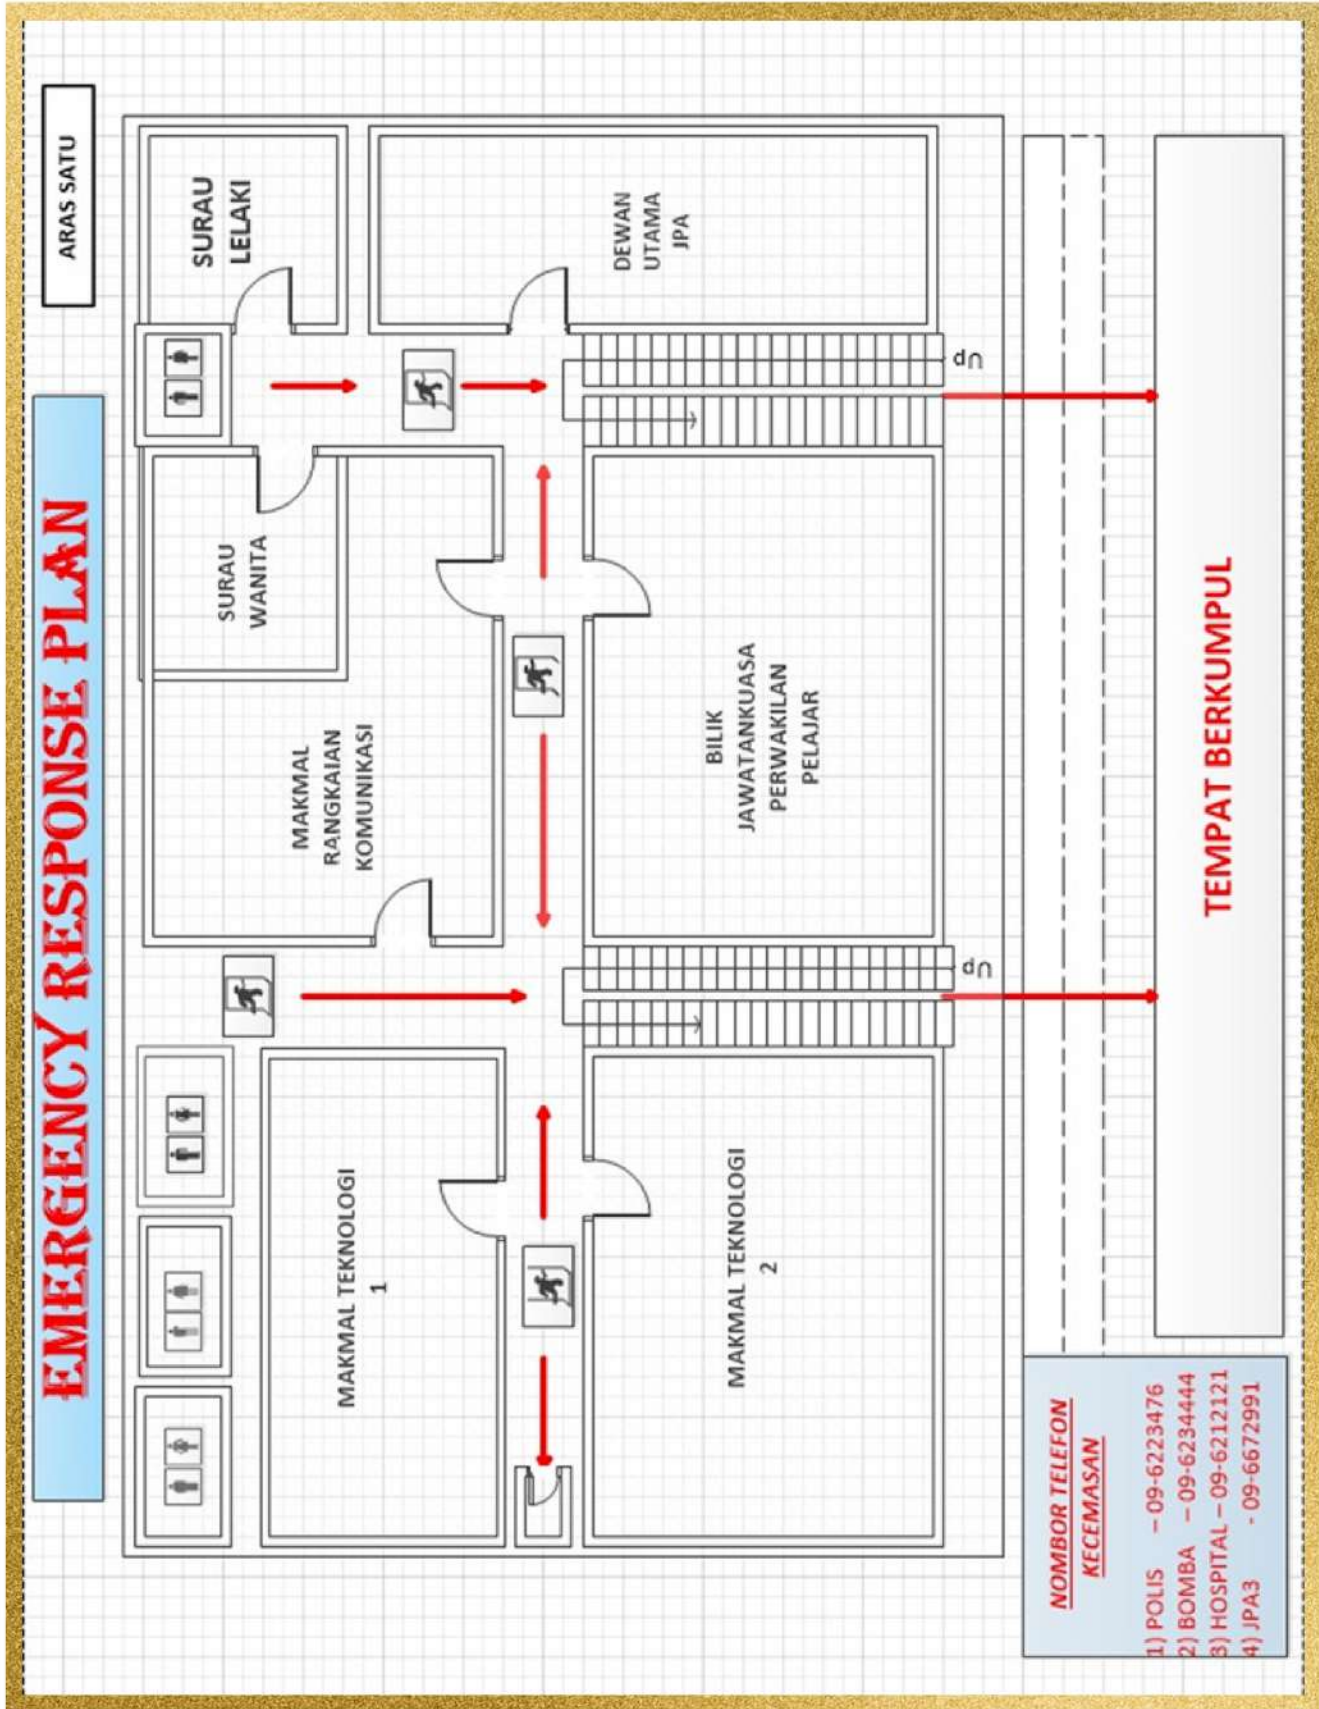 EMERGENCY RESPONSE PLAN
ARAS SATU
SURAU
LELAKI
SURAU
WANITA
MAKMAL
RANGKAIAN
KOMUNIKASI
DEWAN
UTAMA
JPA
BILIK
JAWATANKUASA
PERWAKILAN
PELAJAR
MAKMAL TEKNOLOGI
1
MAKMAL TEKNOLOGI
2
Up
Up
NOMBOR TELEFON
KECEMASAN
1) POLIS – 09-6223476
2) BOMBA – 09-6234444
3) HOSPITAL – 09-6212121
4) JPA3 - 09-6672991
TEMPAT BERKUMPUL